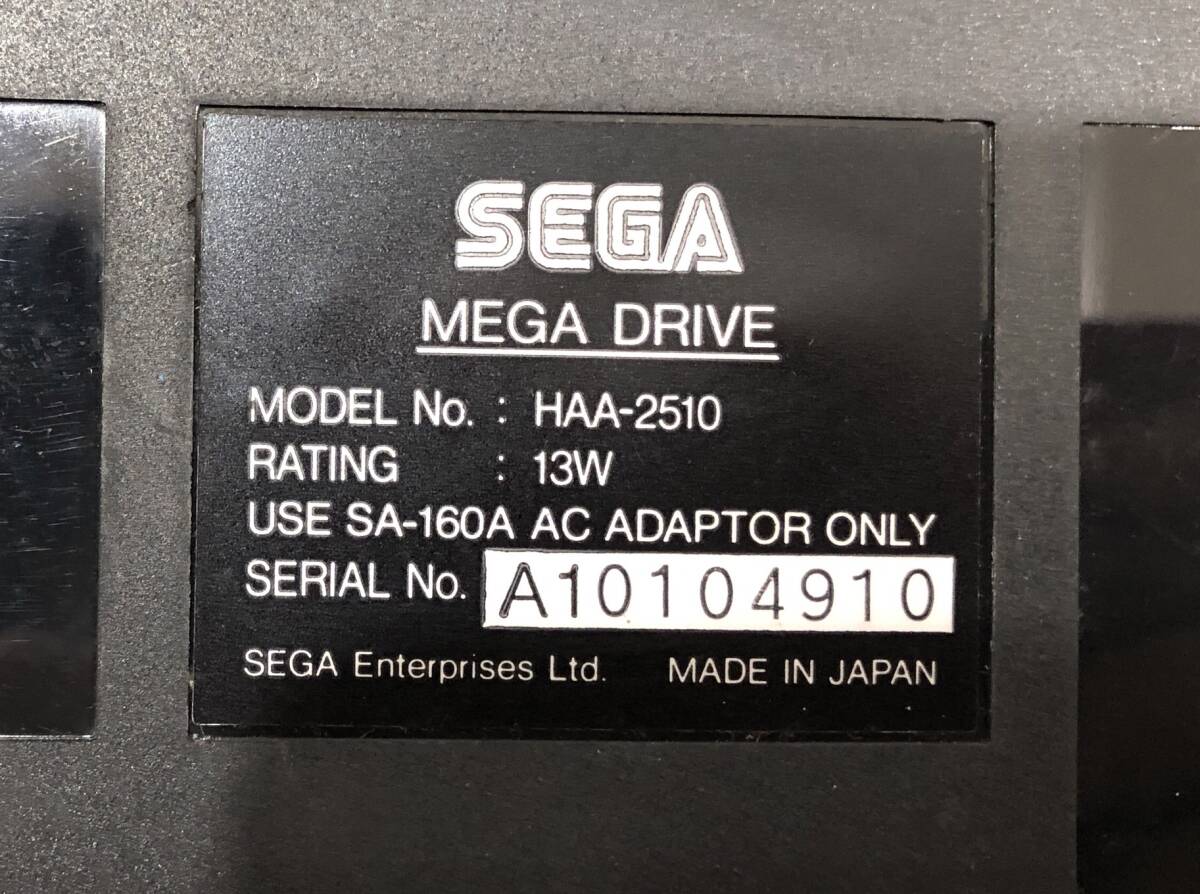 SEGA
MEGA DRIVE
MODEL No. : HAA-2510
RATING : 13W
USE SA-160A AC ADAPTOR ONLY
SERIAL No. A10104910
SEGA Enterprises Ltd. MADE IN JAPAN